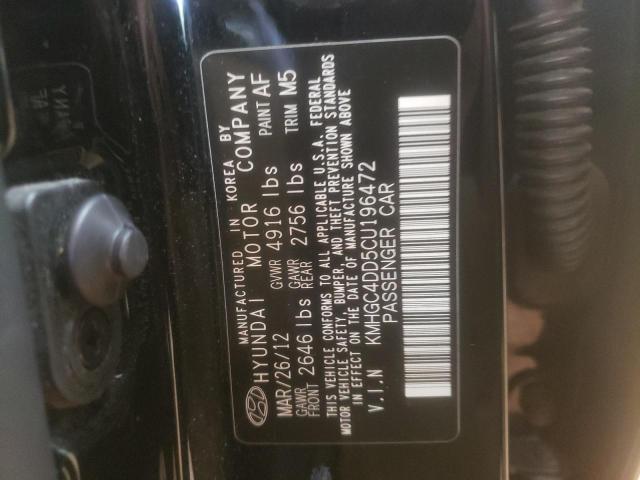 MANUFACTURED IN KOREA BY
HYUNDAI MOTOR COMPANY
MAR/26/12 GVWR 4916 lbs PAINT AF
GAWR FRONT 2646 lbs GAWR REAR 2756 lbs TRIM M5
THIS VEHICLE CONFORMS TO ALL APPLICABLE U.S.A. FEDERAL
MOTOR VEHICLE SAFETY, BUMPER, AND THEFT PREVENTION STANDARDS
IN EFFECT ON THE DATE OF MANUFACTURE SHOWN ABOVE
V.I.N KMHGC4DD5CU196472
PASSENGER CAR